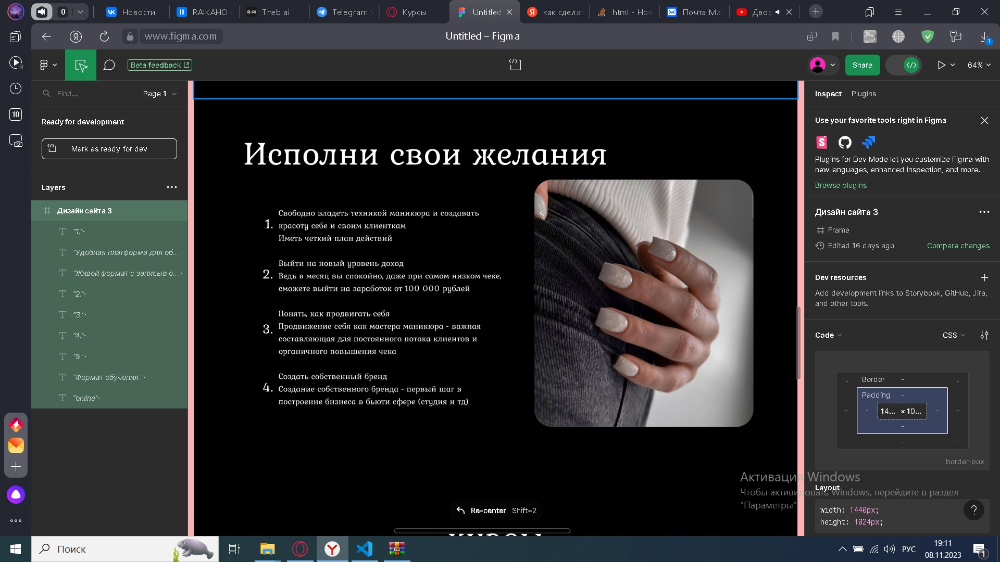 0
Новости
RAIKAHO -
Theb.ai
Telegram
Курсы
Untitled
как сделат
html - How
Почта Mai
Двор
www.figma.com
Untitled – Figma
1
10
Beta feedback
Share
64%
Find...
Page 1
Ready for development
Mark as ready for dev
Layers
Дизайн сайта 3
"1."
"Удобная платформа для об...
"Живой формат с записью о...
"2."
"3."
"4."
"5."
"Формат обучения "
"online"
Исполни свои желания
1.
Свободно владеть техникой маникюра и создавать
красоту себе и своим клиенткам
Иметь четкий план действий
2.
Выйти на новый уровень доход
Ведь в месяц вы спокойно, даже при самом низком чеке,
сможете выйти на заработок от 100 000 рублей
3.
Понять, как продвигать себя
Продвижение себя как мастера маникюра - важная
составляющая для постоянного потока клиентов и
органичного повышения чека
4.
Создать собственный бренд
Создание собственного бренда - первый шаг в
построение бизнеса в бьюти сфере (студия и тд)
Re-center Shift+2
Inspect Plugins
Use your favorite tools right in Figma
Plugins for Dev Mode let you customize Figma with
new languages, enhanced inspection, and more.
Browse plugins
Дизайн сайта 3
Frame
Edited 16 days ago
Compare changes
Dev resources
Add development links to Storybook, GitHub, Jira,
and other tools.
Code
CSS
Border -
Padding -
14... × 10...
border-box
Активация Windows
Чтобы активировать Windows, перейдите в раздел
"Параметры"
Layout
width: 1440px;
height: 1024px;
?
Поиск
РУС
19:11
08.11.2023
1